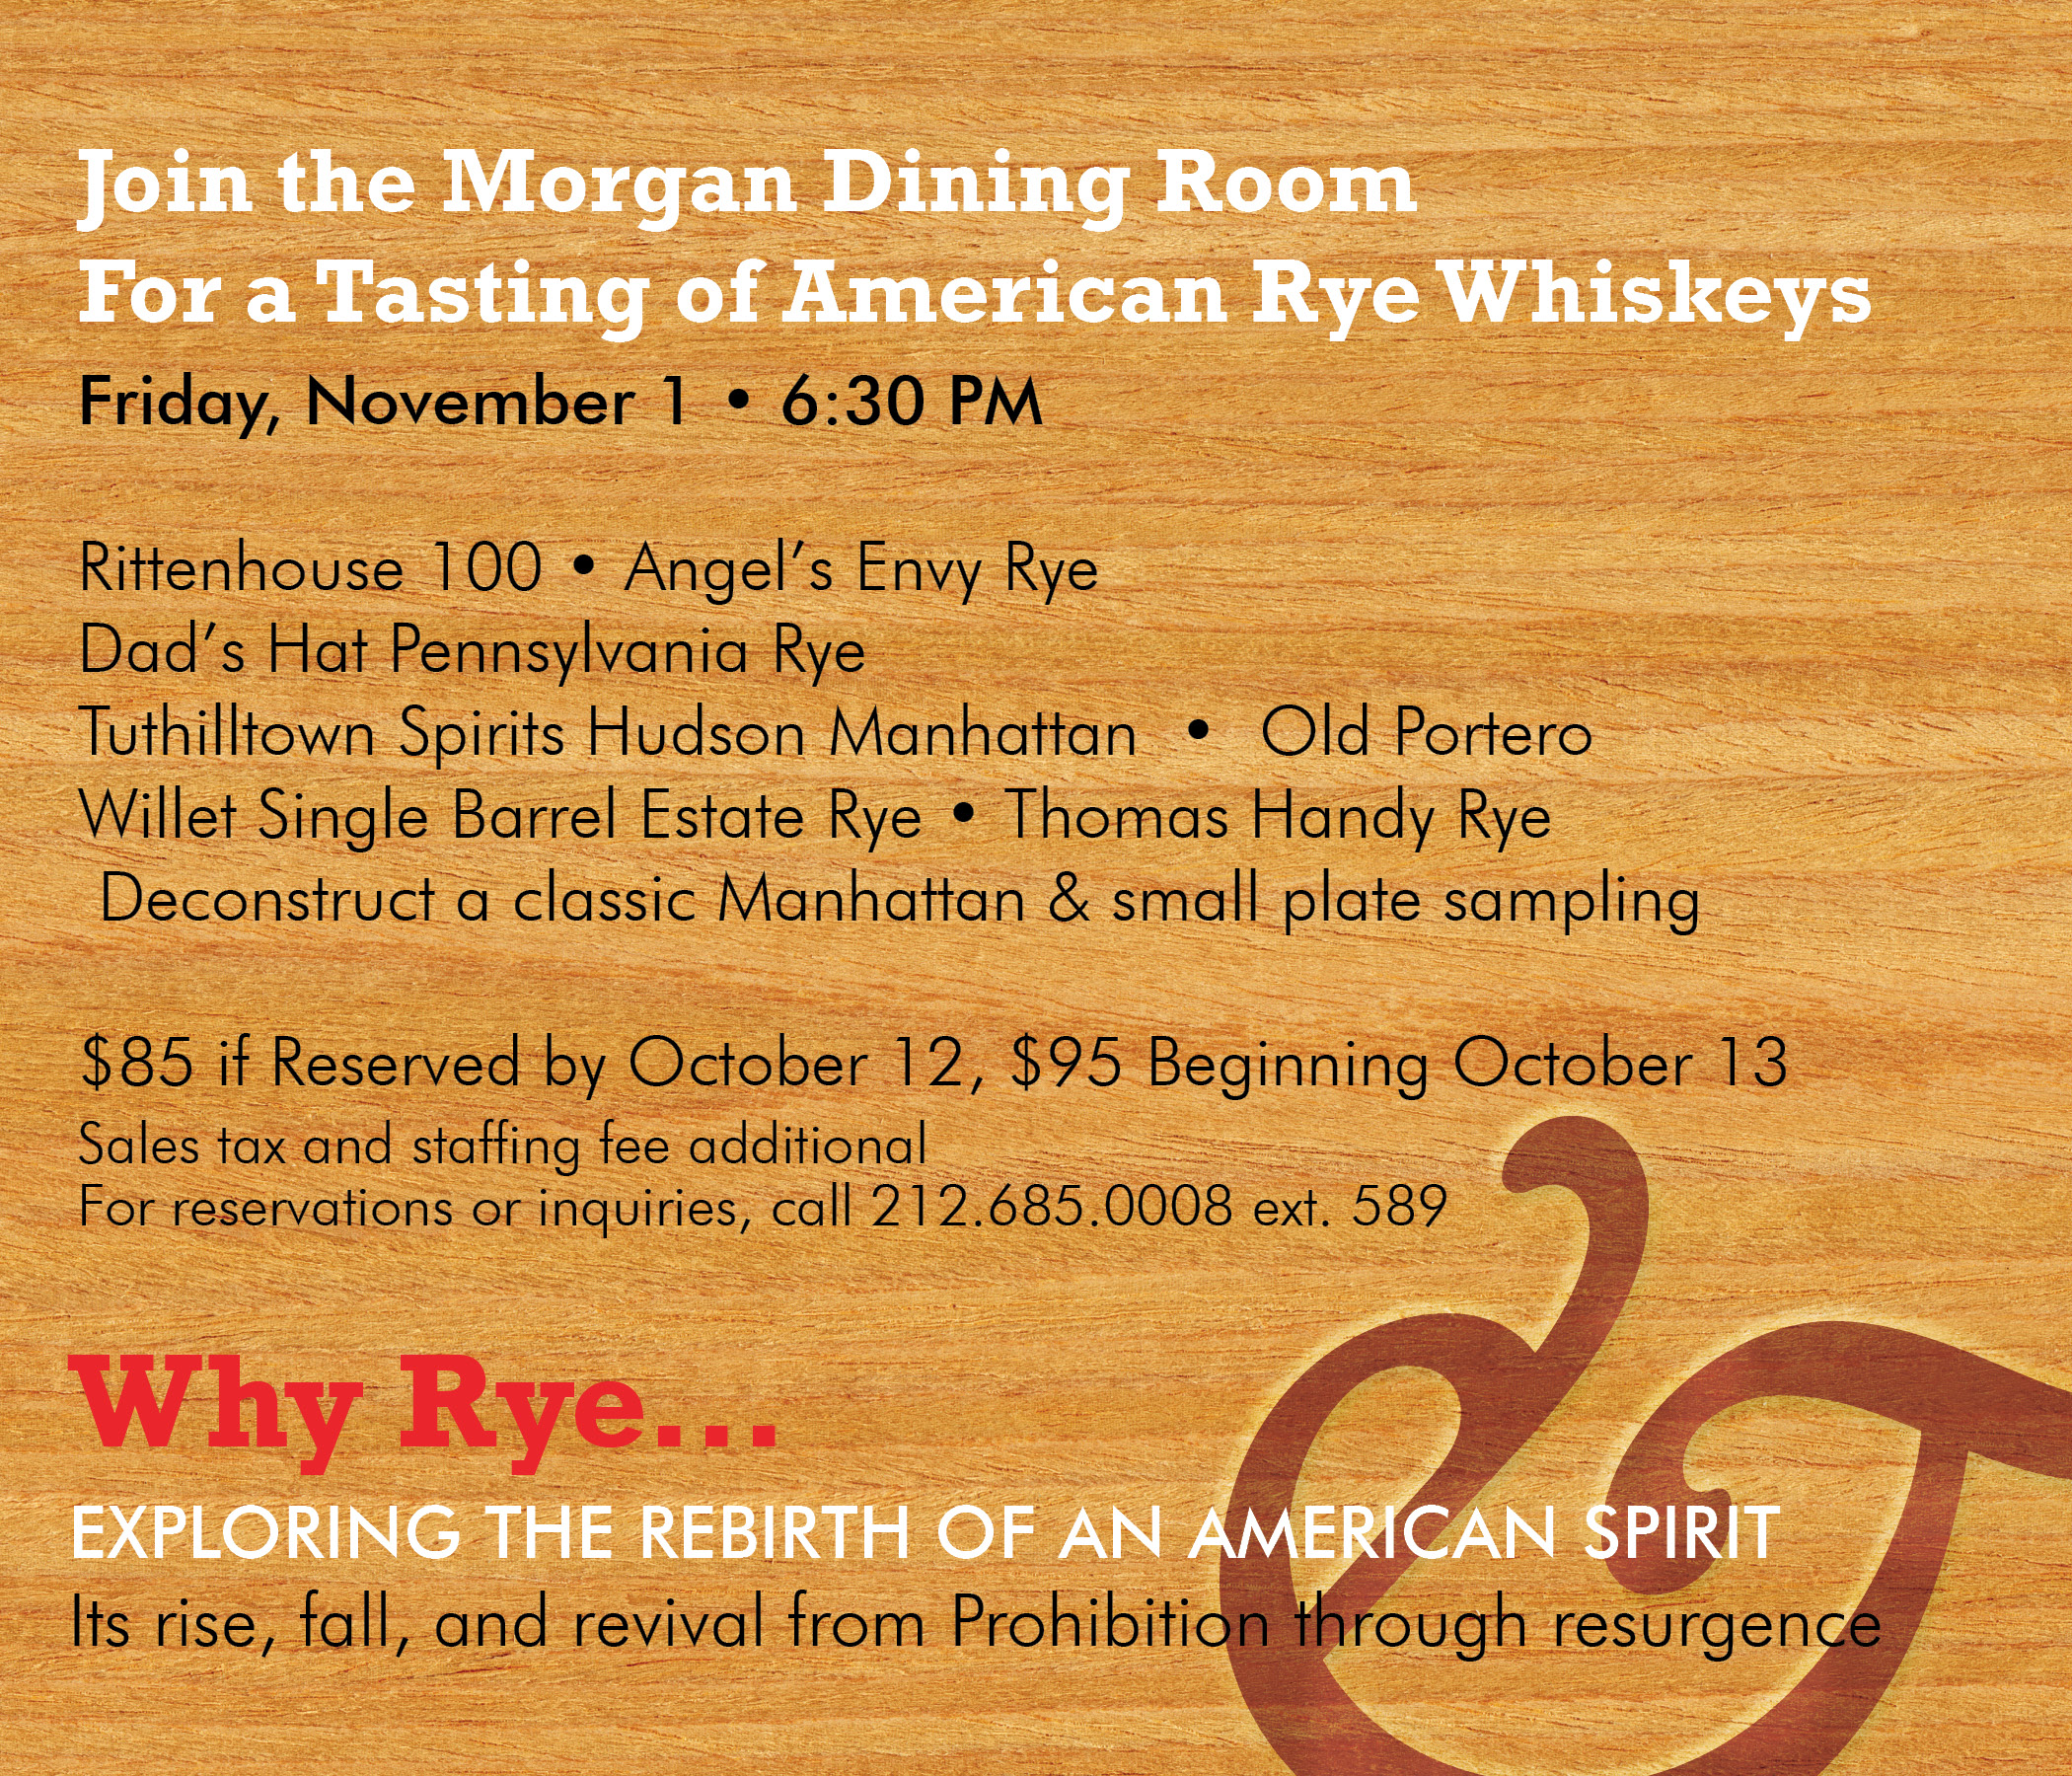 Join the Morgan Dining Room
For a Tasting of American Rye Whiskeys
Friday, November 1 • 6:30 PM
Rittenhouse 100 • Angel’s Envy Rye
Dad’s Hat Pennsylvania Rye
Tuthilltown Spirits Hudson Manhattan • Old Portero
Willet Single Barrel Estate Rye • Thomas Handy Rye
Deconstruct a classic Manhattan & small plate sampling
$85 if Reserved by October 12, $95 Beginning October 13
Sales tax and staffing fee additional
For reservations or inquiries, call 212.685.0008 ext. 589
Why Rye...
EXPLORING THE REBIRTH OF AN AMERICAN SPIRIT
Its rise, fall, and revival from Prohibition through resurgence
&